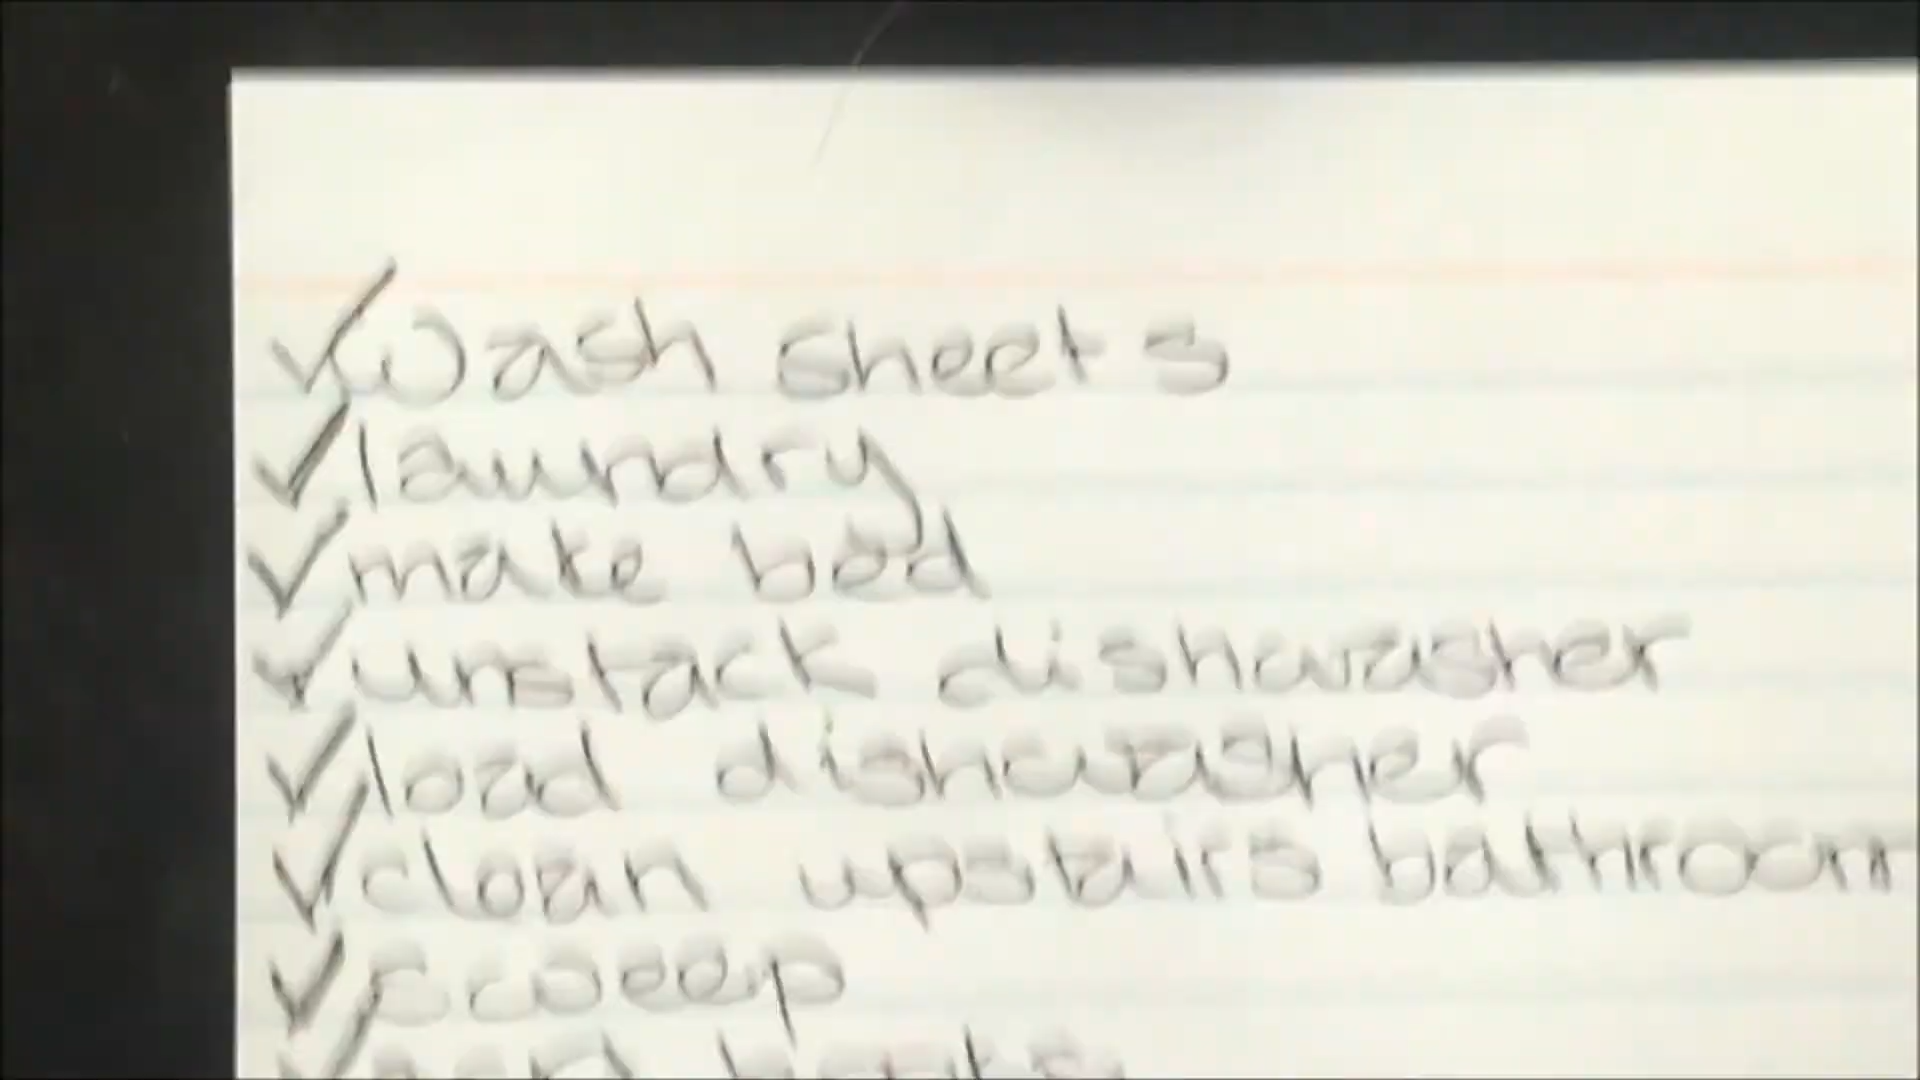 ✓ Wash sheets
✓ laundry
✓ make bed
✓ unstack dishwasher
✓ load dishwasher
✓ clean upstairs bathroom
✓ sweep